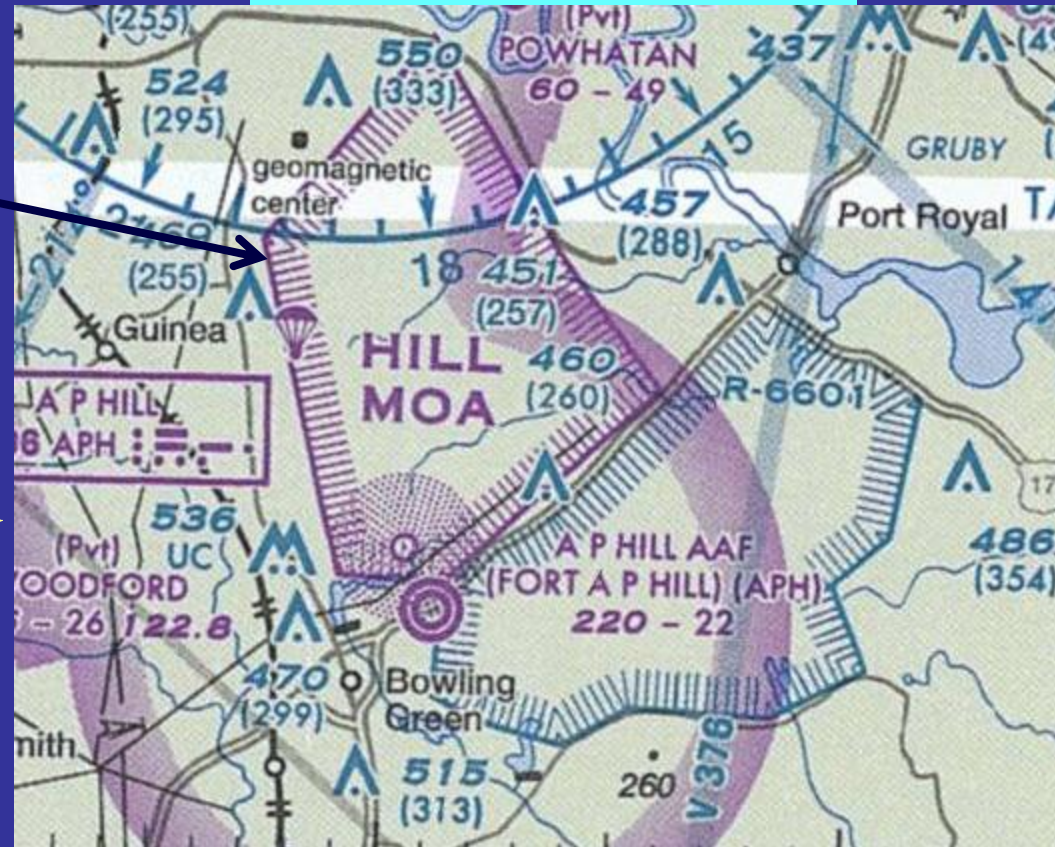 (255)
(Pvt)
POWHATAN
60 - 49
550
(333)
437
524
(295)
15
GRUBY
geomagnetic
center
457
(288)
Port Royal
469
(255)
18
451
(257)
Guinea
HILL
MOA
460
(260)
R-6601
A P HILL
APH
17
536
UC
(Pvt)
A P HILL AAF
(FORT A P HILL) (APH)
220 - 22
486
(354)
- 26 122.8
470
(299)
Bowling
Green
515
(313)
260
V 376